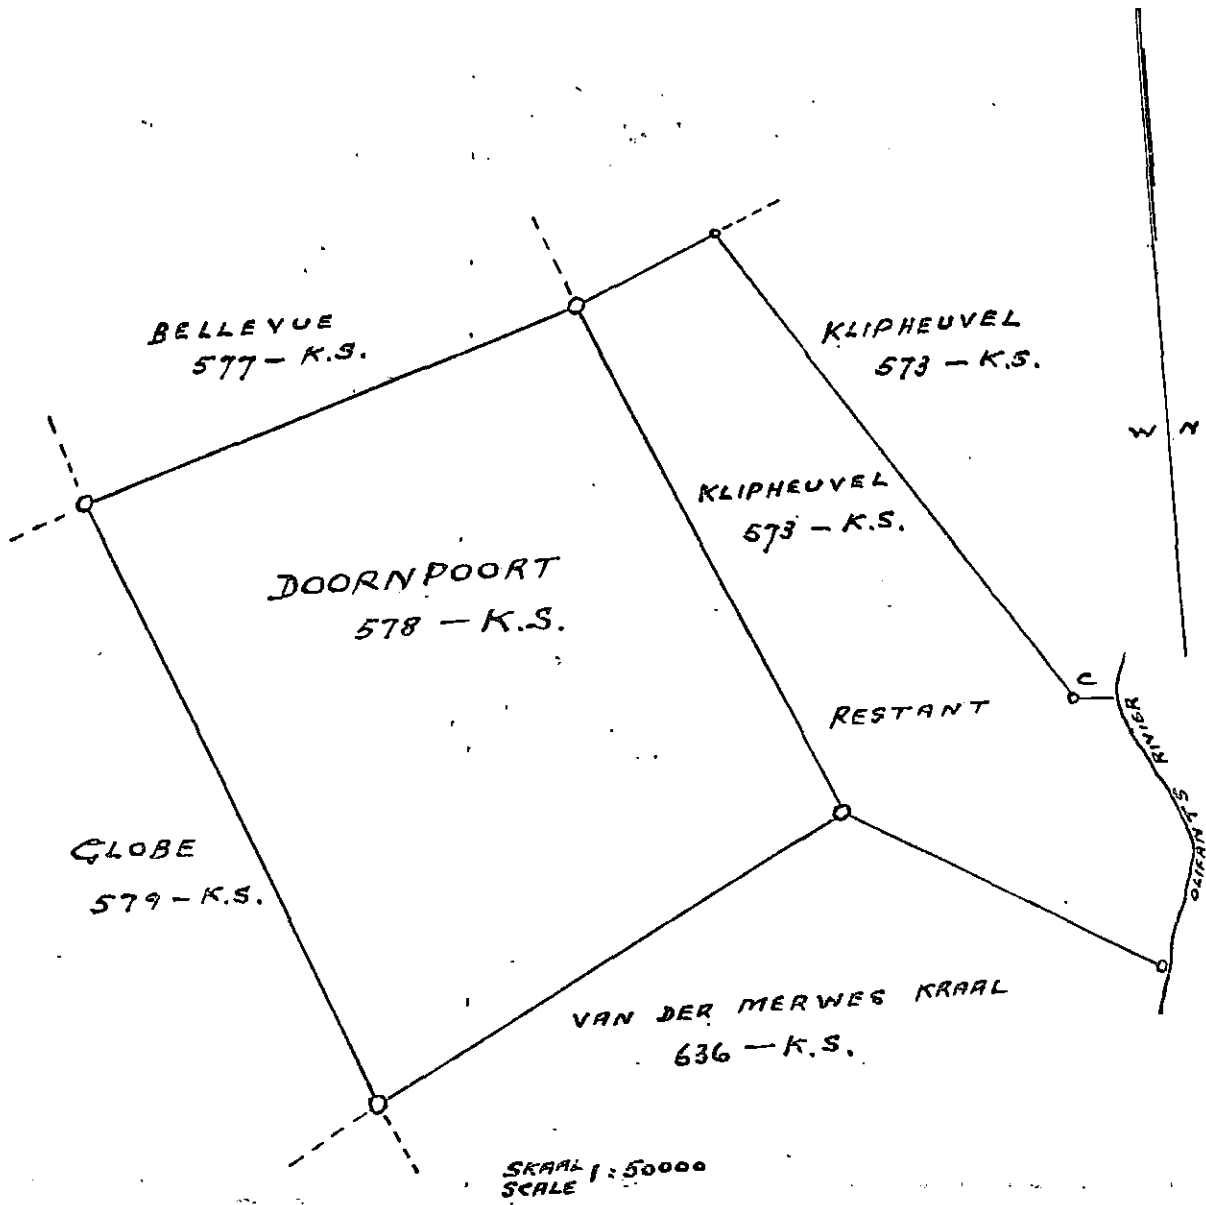 BELLEVUE
577 - K.S.
KLIPHEUVEL
573 - K.S.
W N
KLIPHEUVEL
573 - K.S.
DOORNPOORT
578 - K.S.
C
RESTANT
OLIFANTS RIVIER
GLOBE
579 - K.S.
VAN DER MERWES KRAAL
636 - K.S.
SKAAL
SCALE 1:50000